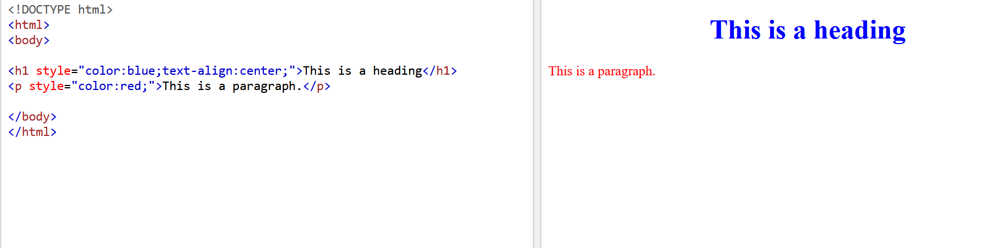 <!DOCTYPE html>
<html>
<body>
<h1 style="color:blue;text-align:center;">This is a heading</h1>
<p style="color:red;">This is a paragraph.</p>
</body>
</html>
This is a heading
This is a paragraph.